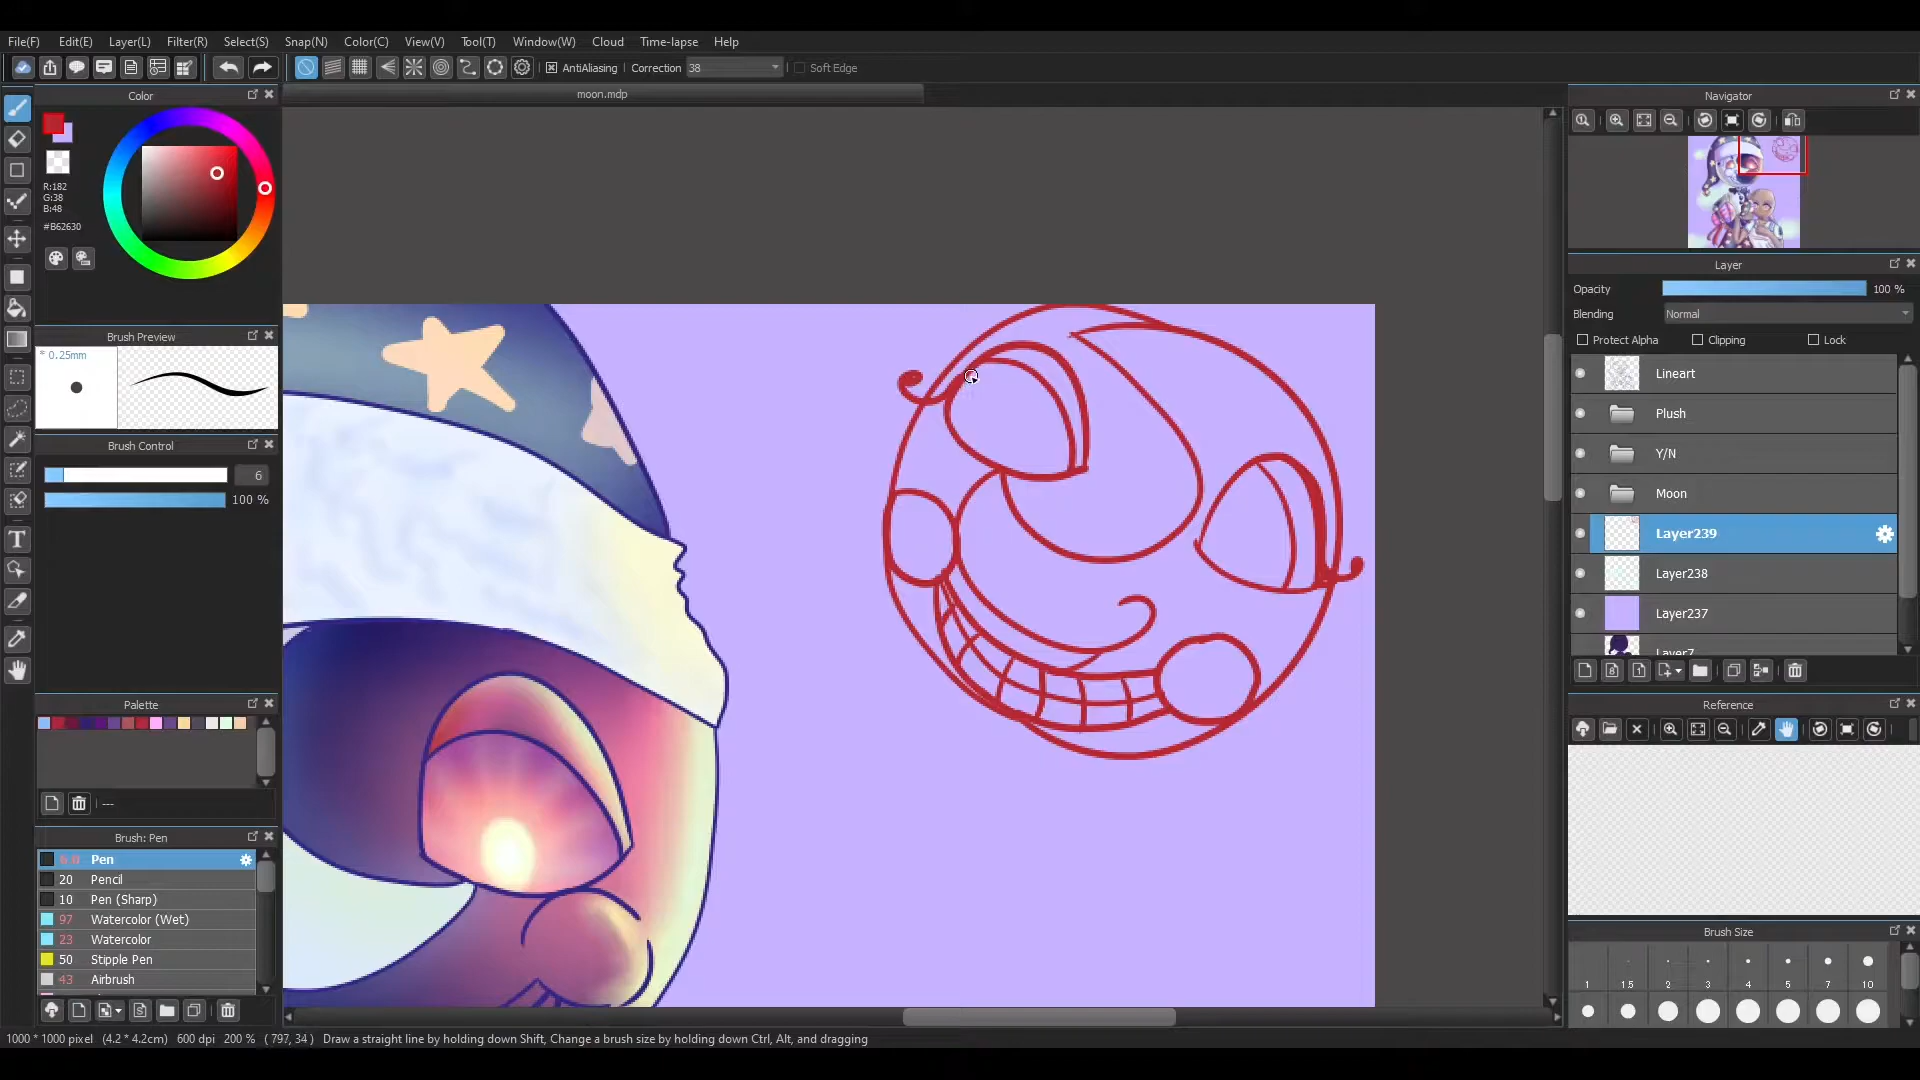 File(F) Edit(E) Layer(L) Filter(R) Select(S) Snap(N) Color(C) View(V) Tool(T) Window(W) Cloud Time-lapse Help
AntiAliasing Correction 38 Soft Edge
Color
moon.mdp
Navigator
R:182
G:38
B:48
#B62630
Layer
Opacity 100 %
Blending Normal
Protect Alpha Clipping Lock
Brush Preview
* 0.25mm
Lineart
Plush
Y/N
Moon
Layer239
Layer238
Layer237
Layer7
Brush Control
6
100 %
Palette
---
Reference
Brush: Pen
6.0 Pen
20 Pencil
10 Pen (Sharp)
97 Watercolor (Wet)
23 Watercolor
50 Stipple Pen
43 Airbrush
Brush Size
1 1.5 2 3 4 5 7 10
1000 * 1000 pixel (4.2 * 4.2cm) 600 dpi 200 % ( 797, 34 ) Draw a straight line by holding down Shift, Change a brush size by holding down Ctrl, Alt, and dragging